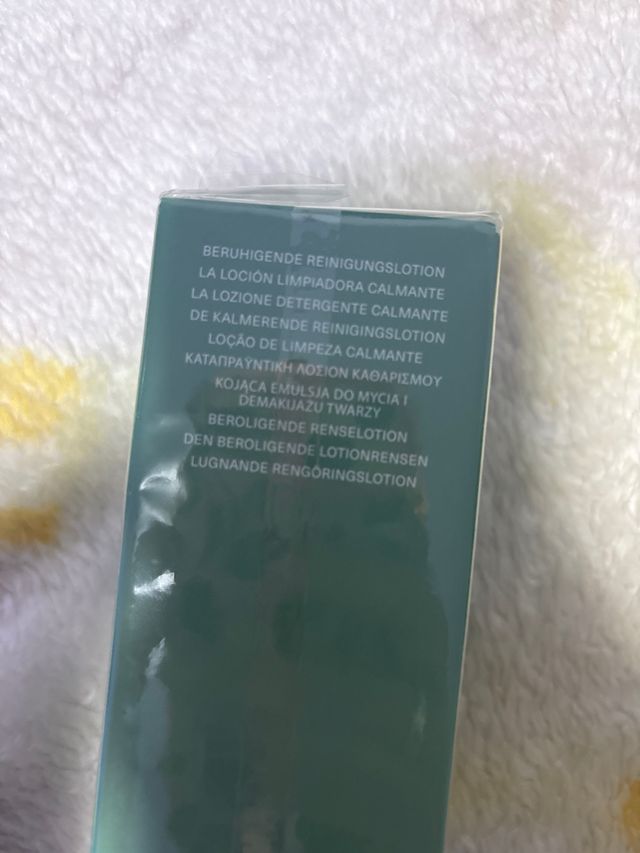 BERUHIGENDE REINIGUNGSLOTION
LA LOCIÓN LIMPIADORA CALMANTE
LA LOZIONE DETERGENTE CALMANTE
DE KALMERENDE REINIGINGSLOTION
LOÇÃO DE LIMPEZA CALMANTE
ΚΑΤΑΠΡΑΫΝΤΙΚΗ ΛΟΣΙΟΝ ΚΑΘΑΡΙΣΜΟΥ
KOJĄCA EMULSJA DO MYCIA I
DEMAKIJAŻU TWARZY
BEROLIGENDE RENSELOTION
DEN BEROLIGENDE LOTIONRENSEN
LUGNANDE RENGÖRINGSLOTION